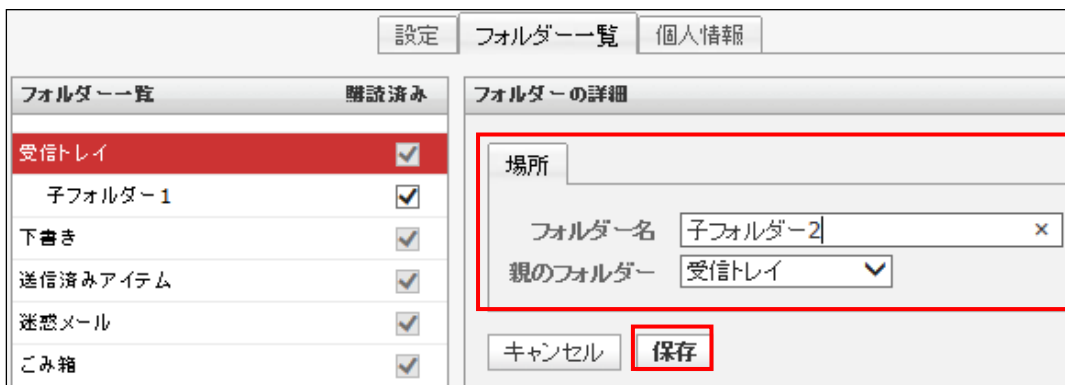 設定 フォルダー一覧 個人情報
フォルダー一覧 購読済み
受信トレイ
子フォルダー1
下書き
送信済みアイテム
迷惑メール
ごみ箱
フォルダーの詳細
場所
フォルダー名 子フォルダー2 ×
親のフォルダー 受信トレイ
キャンセル 保存